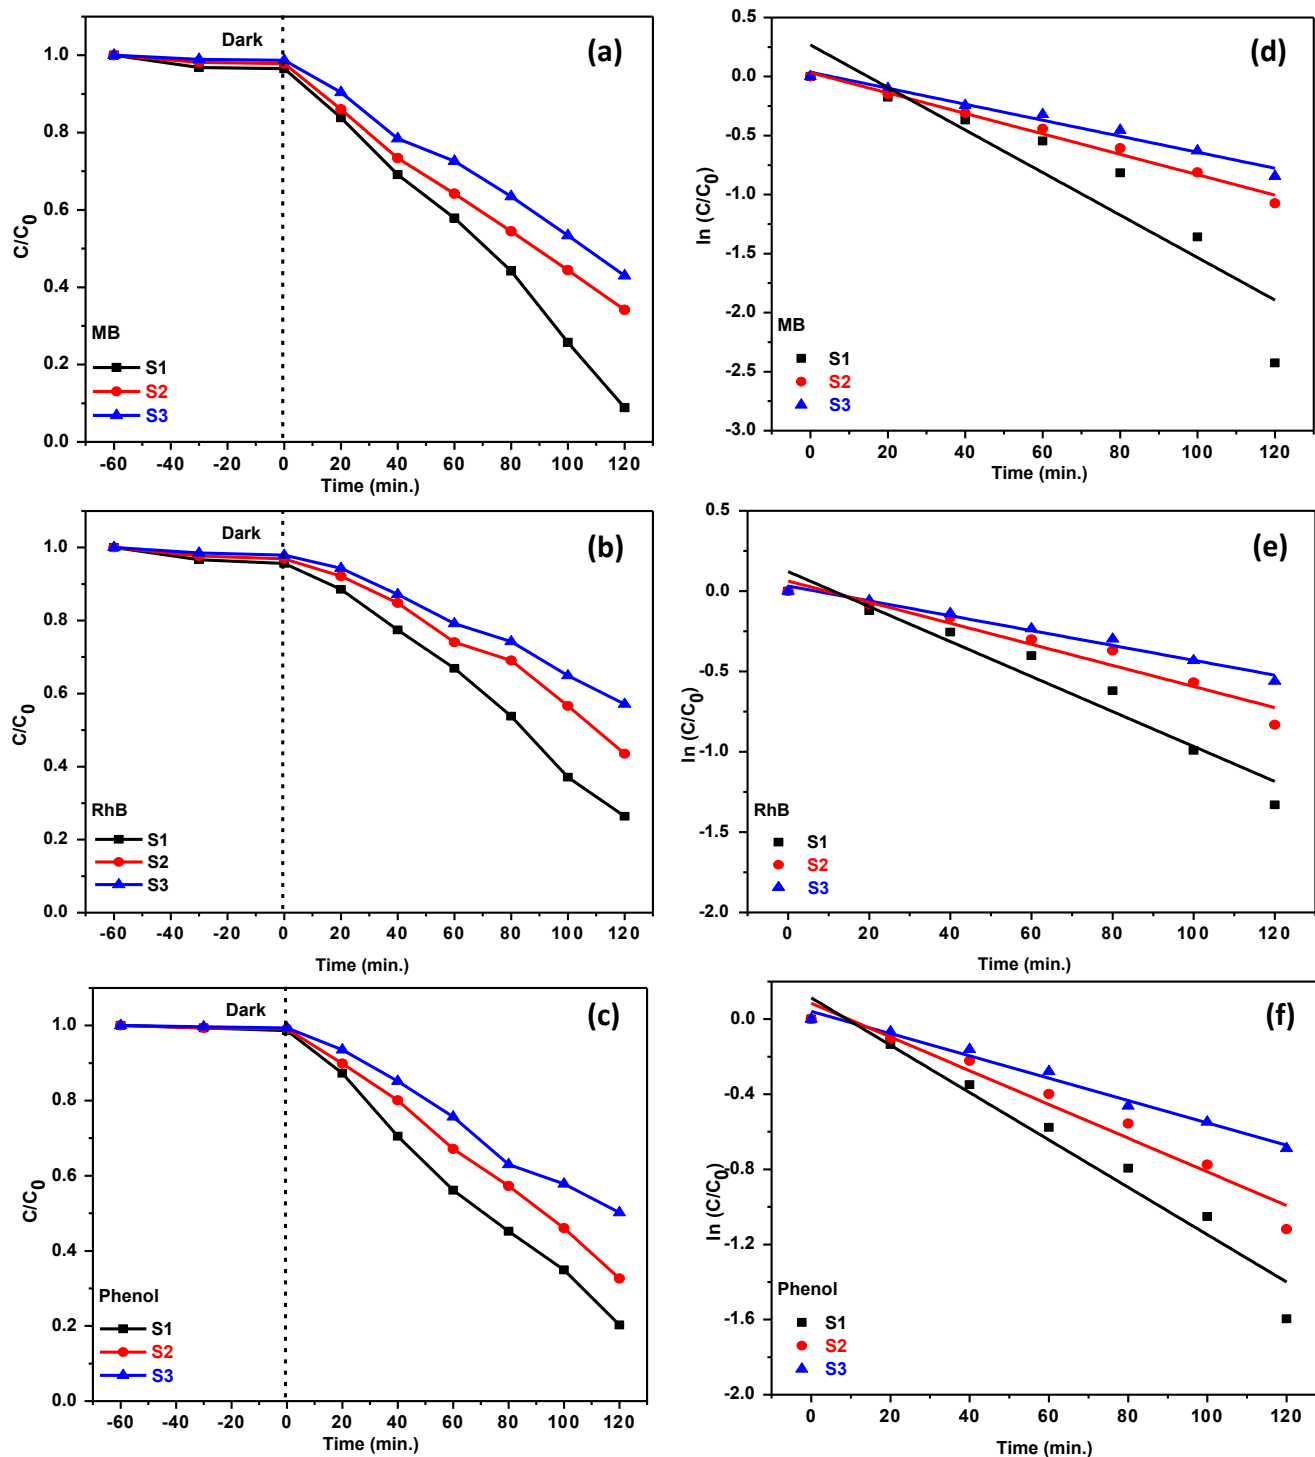 (a)
Dark
1.0
0.8
0.6
0.4
0.2
0.0
C/C0
MB
S1
S2
S3
-60 -40 -20 0 20 40 60 80 100 120
Time (min.)
(d)
0.5
0.0
-0.5
-1.0
-1.5
-2.0
-2.5
-3.0
ln (C/C0)
MB
S1
S2
S3
0 20 40 60 80 100 120
Time (min.)
(b)
Dark
1.0
0.8
0.6
0.4
0.2
0.0
C/C0
RhB
S1
S2
S3
-60 -40 -20 0 20 40 60 80 100 120
Time (min.)
(e)
0.5
0.0
-0.5
-1.0
-1.5
-2.0
ln (C/C0)
RhB
S1
S2
S3
0 20 40 60 80 100 120
Time (min.)
(c)
Dark
1.0
0.8
0.6
0.4
0.2
0.0
C/C0
Phenol
S1
S2
S3
-60 -40 -20 0 20 40 60 80 100 120
Time (min.)
(f)
0.0
-0.4
-0.8
-1.2
-1.6
-2.0
ln (C/C0)
Phenol
S1
S2
S3
0 20 40 60 80 100 120
Time (min.)